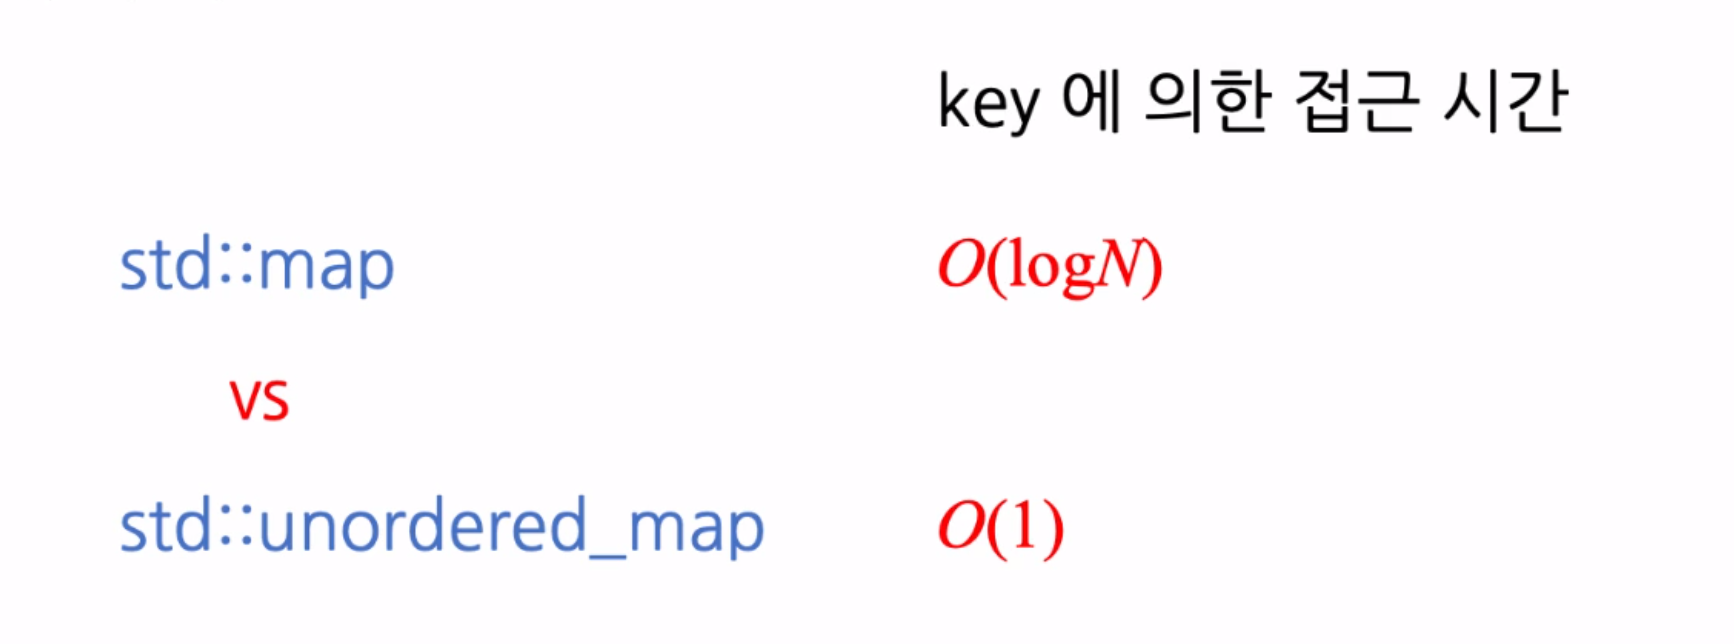 key 에 의한 접근 시간
std::map O(logN)
vs
std::unordered_map O(1)